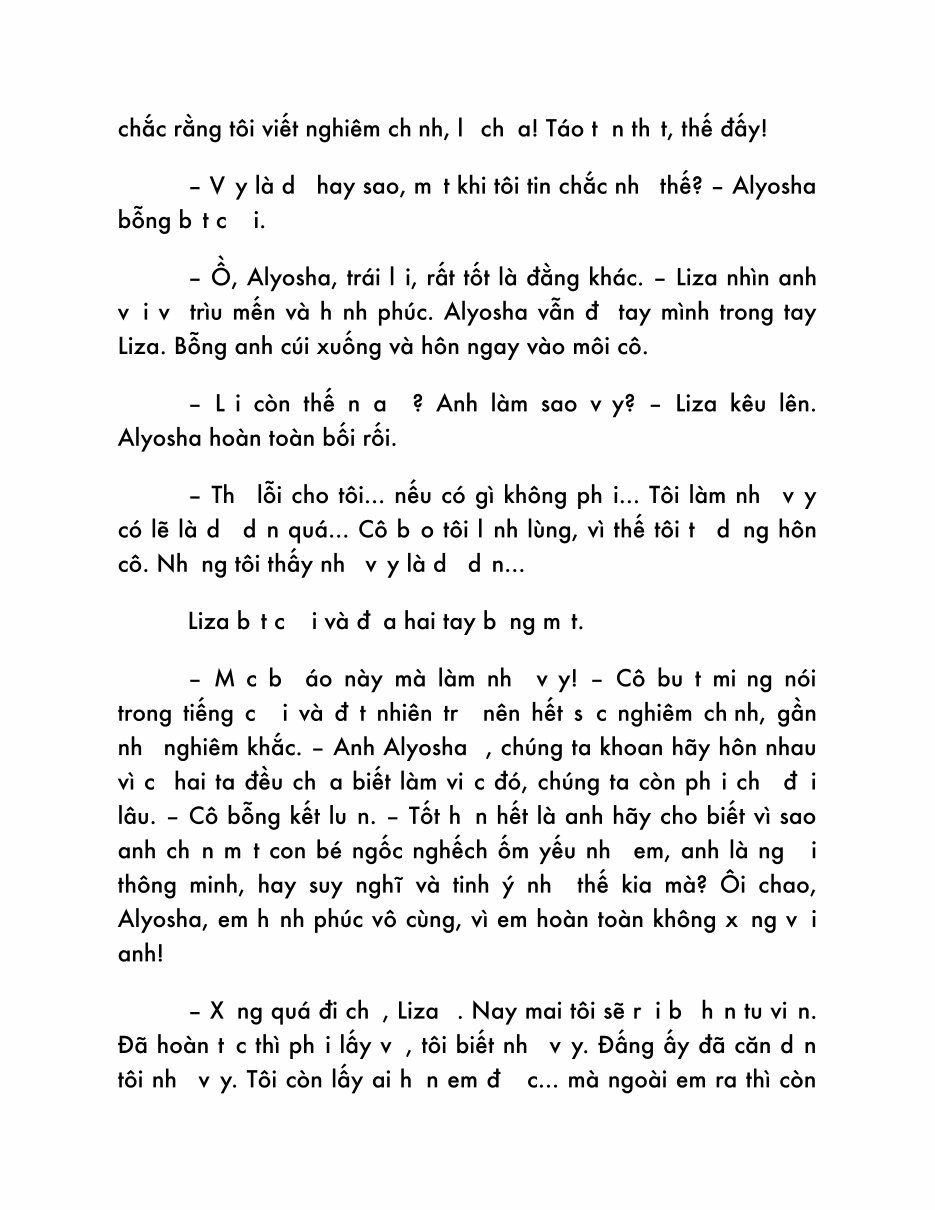 chắc rằng tôi viết nghiêm ch nh, l ch a! Táo t n th t, thế đấy!
– V y là d hay sao, m t khi tôi tin chắc nh thế? – Alyosha
bỗng b t c i.
– Ồ, Alyosha, trái l i, rất tốt là đằng khác. – Liza nhìn anh
v i v trìu mến và h nh phúc. Alyosha vẫn đ tay mình trong tay
Liza. Bỗng anh cúi xuống và hôn ngay vào môi cô.
– L i còn thế n a ? Anh làm sao v y? – Liza kêu lên.
Alyosha hoàn toàn bối rối.
– Th lỗi cho tôi... nếu có gì không ph i... Tôi làm nh v y
có lẽ là d d n quá... Cô b o tôi l nh lùng, vì thế tôi t d ng hôn
cô. Nh ng tôi thấy nh v y là d d n...
Liza b t c i và đ a hai tay b ng m t.
– M c b áo này mà làm nh v y! – Cô bu t mi ng nói
trong tiếng c i và đ t nhiên tr nên hết s c nghiêm ch nh, gần
nh nghiêm khắc. – Anh Alyosha , chúng ta khoan hãy hôn nhau
vì c hai ta đều ch a biết làm vi c đó, chúng ta còn ph i ch đ i
lâu. – Cô bỗng kết lu n. – Tốt h n hết là anh hãy cho biết vì sao
anh ch n m t con bé ngốc nghếch ốm yếu nh em, anh là ng i
thông minh, hay suy nghĩ và tinh ý nh thế kia mà? Ôi chao,
Alyosha, em h nh phúc vô cùng, vì em hoàn toàn không x ng v i
anh!
– X ng quá đi ch , Liza . Nay mai tôi sẽ r i b h n tu vi n.
Đã hoàn t c thì ph i lấy v , tôi biết nh v y. Đấng ấy đã căn d n
tôi nh v y. Tôi còn lấy ai h n em đ c... mà ngoài em ra thì còn